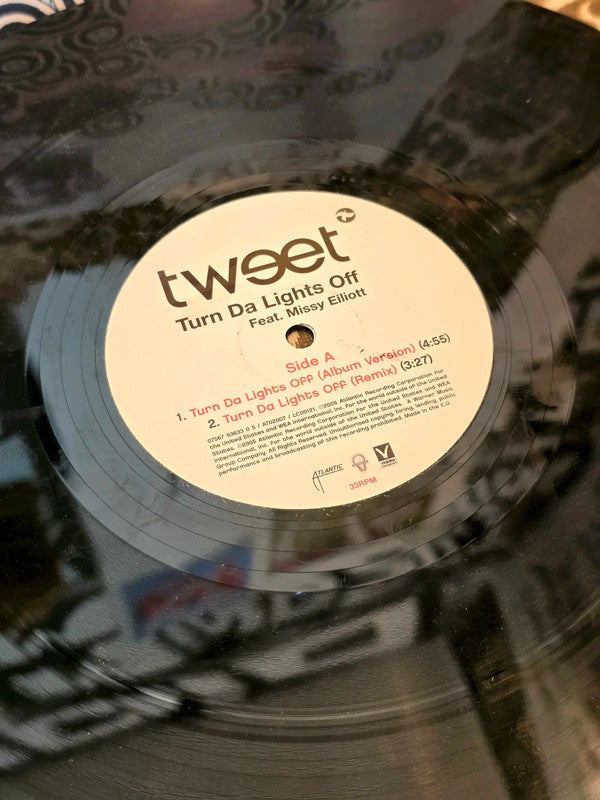 tweet
Turn Da Lights Off
Feat. Missy Elliott
Side A
1. Turn Da Lights Off (Album Version) (4:55)
2. Turn Da Lights Off (Remix) (3:27)
07567 93633 0 5 / AT0200T / LC00121. ℗2005 Atlantic Recording Corporation For
the United States and WEA International, Inc. For the world outside of the United
States. ©2005 Atlantic Recording Corporation For the United States and WEA
International, Inc. For the world outside of the United States. A Warner Music
Group Company. All Rights Reserved. Unauthorised copying, hiring, lending, public
performance and broadcasting of this recording prohibited. Made in the E.U.
ATLANTIC
33RPM